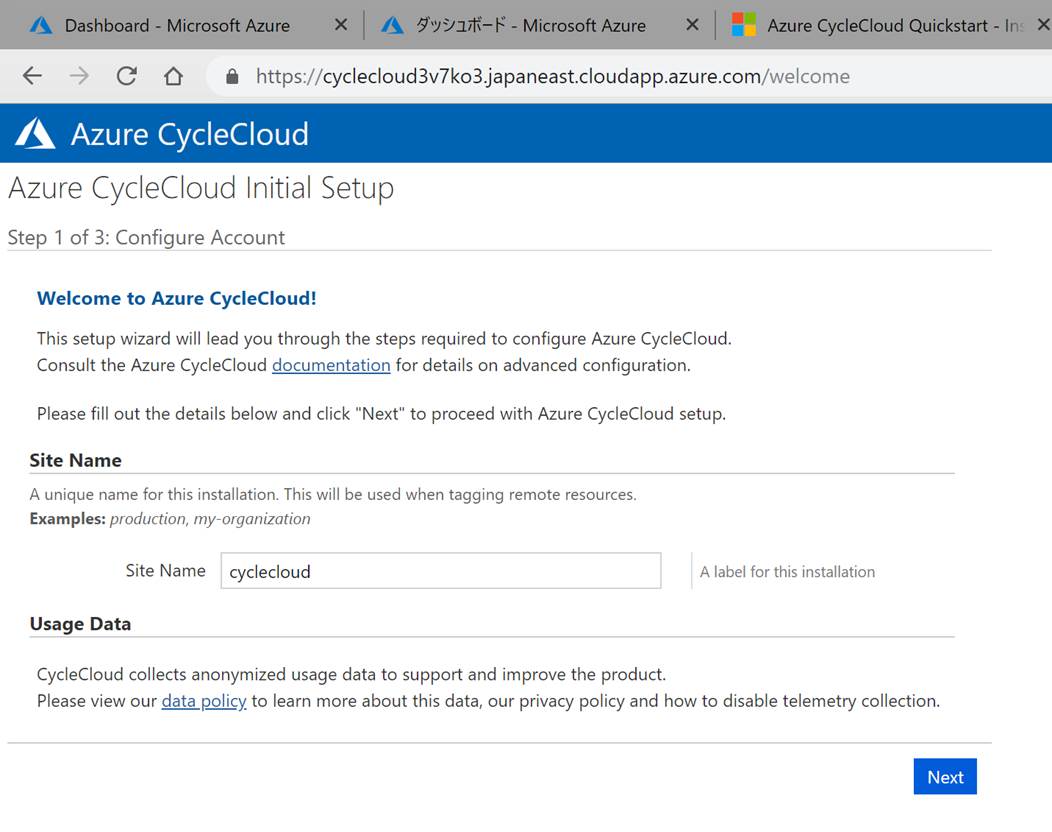 Dashboard - Microsoft Azure
ダッシュボード - Microsoft Azure
Azure CycleCloud Quickstart - Ins
https://cyclecloud3v7ko3.japaneast.cloudapp.azure.com/welcome
Azure CycleCloud
Azure CycleCloud Initial Setup
Step 1 of 3: Configure Account
Welcome to Azure CycleCloud!
This setup wizard will lead you through the steps required to configure Azure CycleCloud.
Consult the Azure CycleCloud documentation for details on advanced configuration.
Please fill out the details below and click "Next" to proceed with Azure CycleCloud setup.
Site Name
A unique name for this installation. This will be used when tagging remote resources.
Examples: production, my-organization
Site Name cyclecloud A label for this installation
Usage Data
CycleCloud collects anonymized usage data to support and improve the product.
Please view our data policy to learn more about this data, our privacy policy and how to disable telemetry collection.
Next